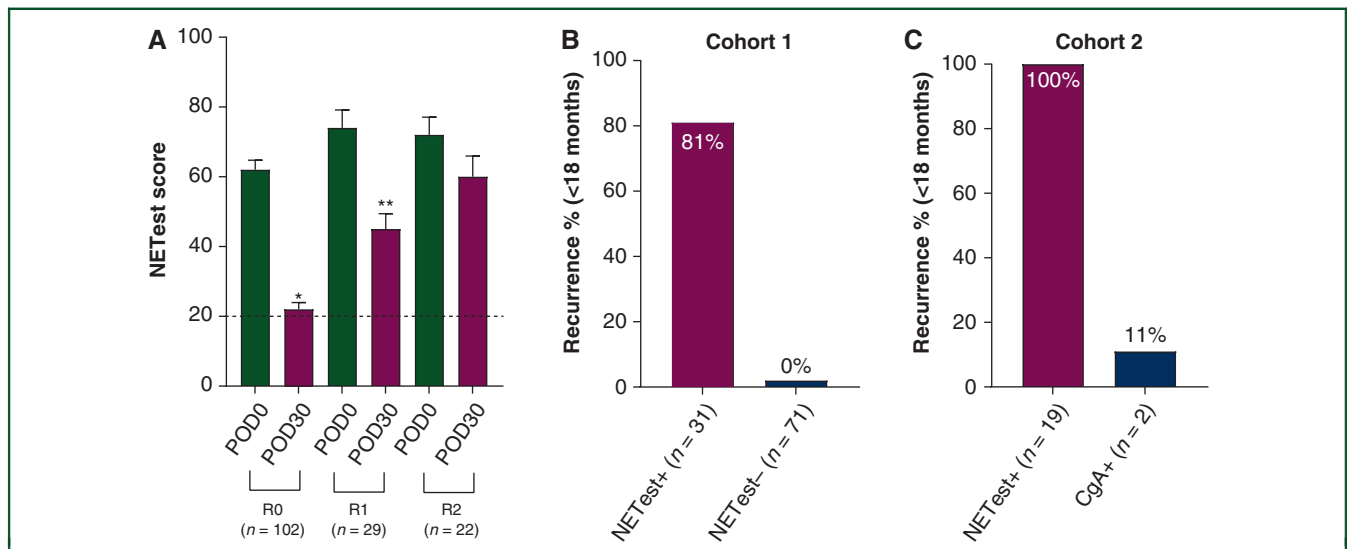 A
100
80
60
40
20
0
NETest score
*
**
POD0
POD30
POD0
POD30
POD0
POD30
R0
(n = 102)
R1
(n = 29)
R2
(n = 22)
B
Cohort 1
100
80
60
40
20
0
Recurrence % (<18 months)
81%
0%
NETest+ (n = 31)
NETest– (n = 71)
C
Cohort 2
100
80
60
40
20
0
Recurrence % (<18 months)
100%
11%
NETest+ (n = 19)
CgA+ (n = 2)